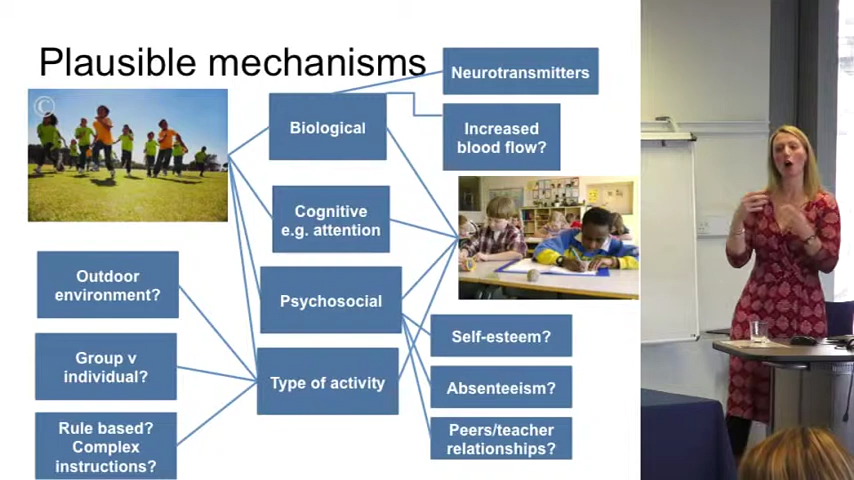 Plausible mechanisms
©
Neurotransmitters
Biological
Increased
blood flow?
Cognitive
e.g. attention
Outdoor
environment?
Psychosocial
Self-esteem?
Group v
individual?
Type of activity
Absenteeism?
Rule based?
Complex
instructions?
Peers/teacher
relationships?